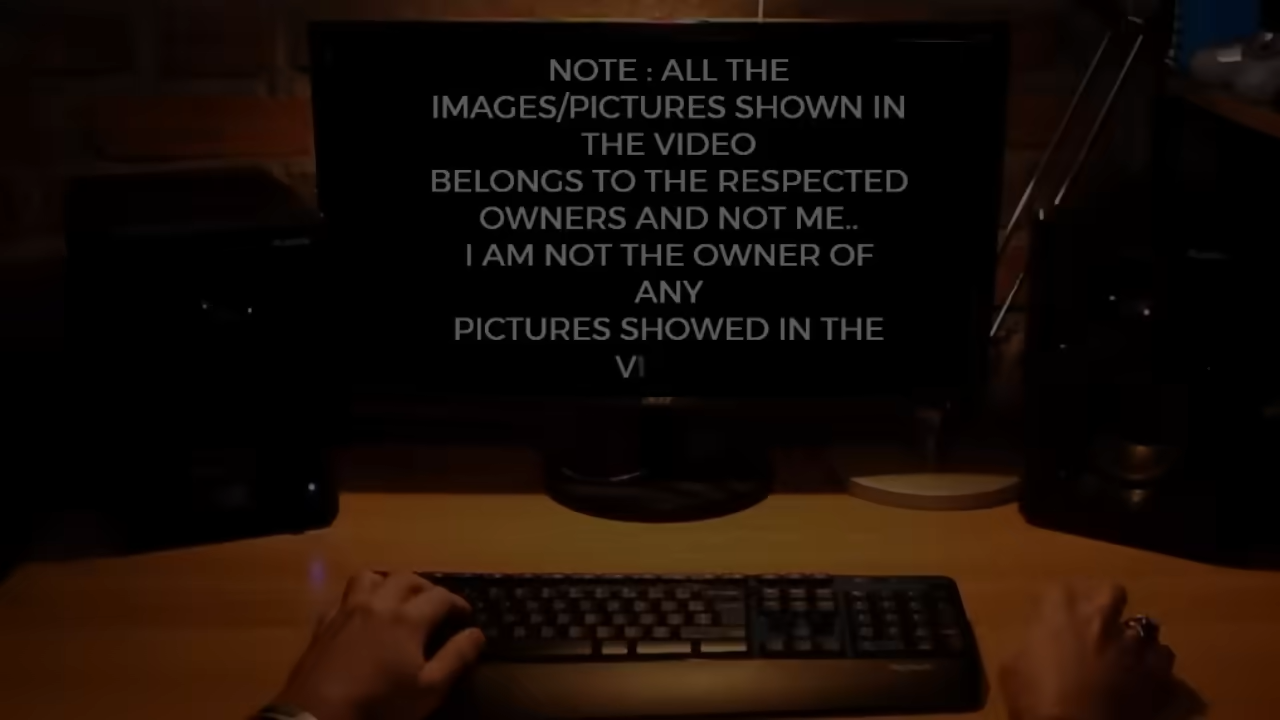 NOTE : ALL THE
IMAGES/PICTURES SHOWN IN
THE VIDEO
BELONGS TO THE RESPECTED
OWNERS AND NOT ME..
I AM NOT THE OWNER OF
ANY
PICTURES SHOWED IN THE
VI